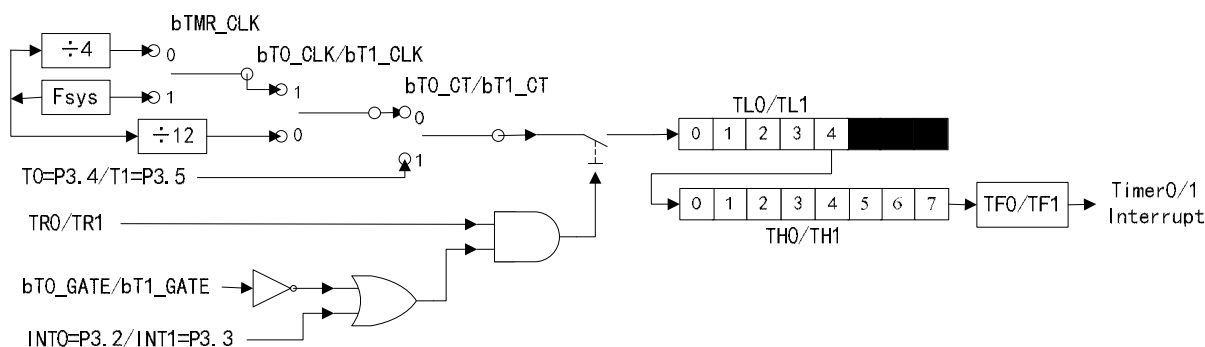 bTMR_CLK
÷4
0
bT0_CLK/bT1_CLK
Fsys
1
1
bT0_CT/bT1_CT
0
÷12
0
TL0/TL1
0 1 2 3 4
1
T0=P3.4/T1=P3.5
0 1 2 3 4 5 6 7
TH0/TH1
TF0/TF1
Timer0/1
Interrupt
TR0/TR1
bT0_GATE/bT1_GATE
INT0=P3.2/INT1=P3.3